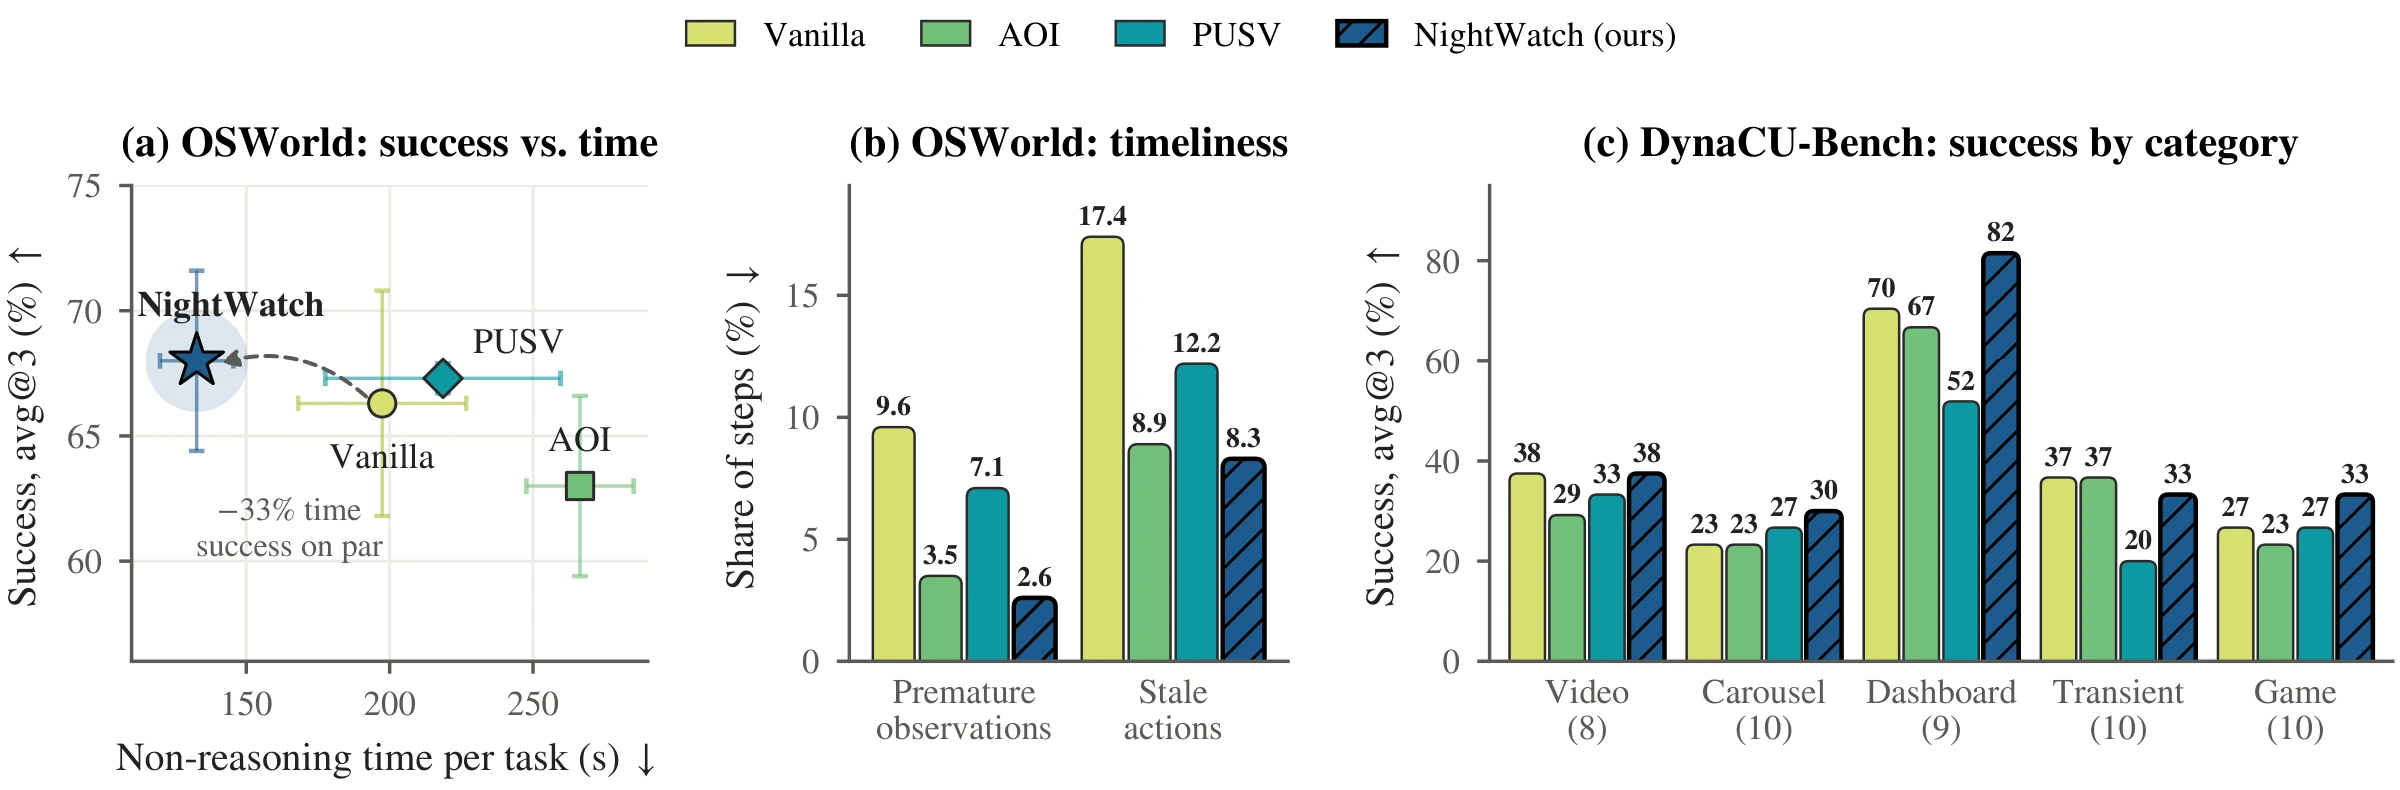 Vanilla
AOI
PUSV
NightWatch (ours)
(a) OSWorld: success vs. time
Success, avg@3 (%) ↑
75
70
65
60
NightWatch
PUSV
Vanilla
AOI
−33% time
success on par
150
200
250
Non-reasoning time per task (s) ↓
(b) OSWorld: timeliness
Share of steps (%) ↓
15
10
5
0
9.6
3.5
7.1
2.6
17.4
8.9
12.2
8.3
Premature
observations
Stale
actions
(c) DynaCU-Bench: success by category
Success, avg@3 (%) ↑
80
60
40
20
0
38
29
33
38
23
23
27
30
70
67
52
82
37
37
20
33
27
23
27
33
Video
(8)
Carousel
(10)
Dashboard
(9)
Transient
(10)
Game
(10)